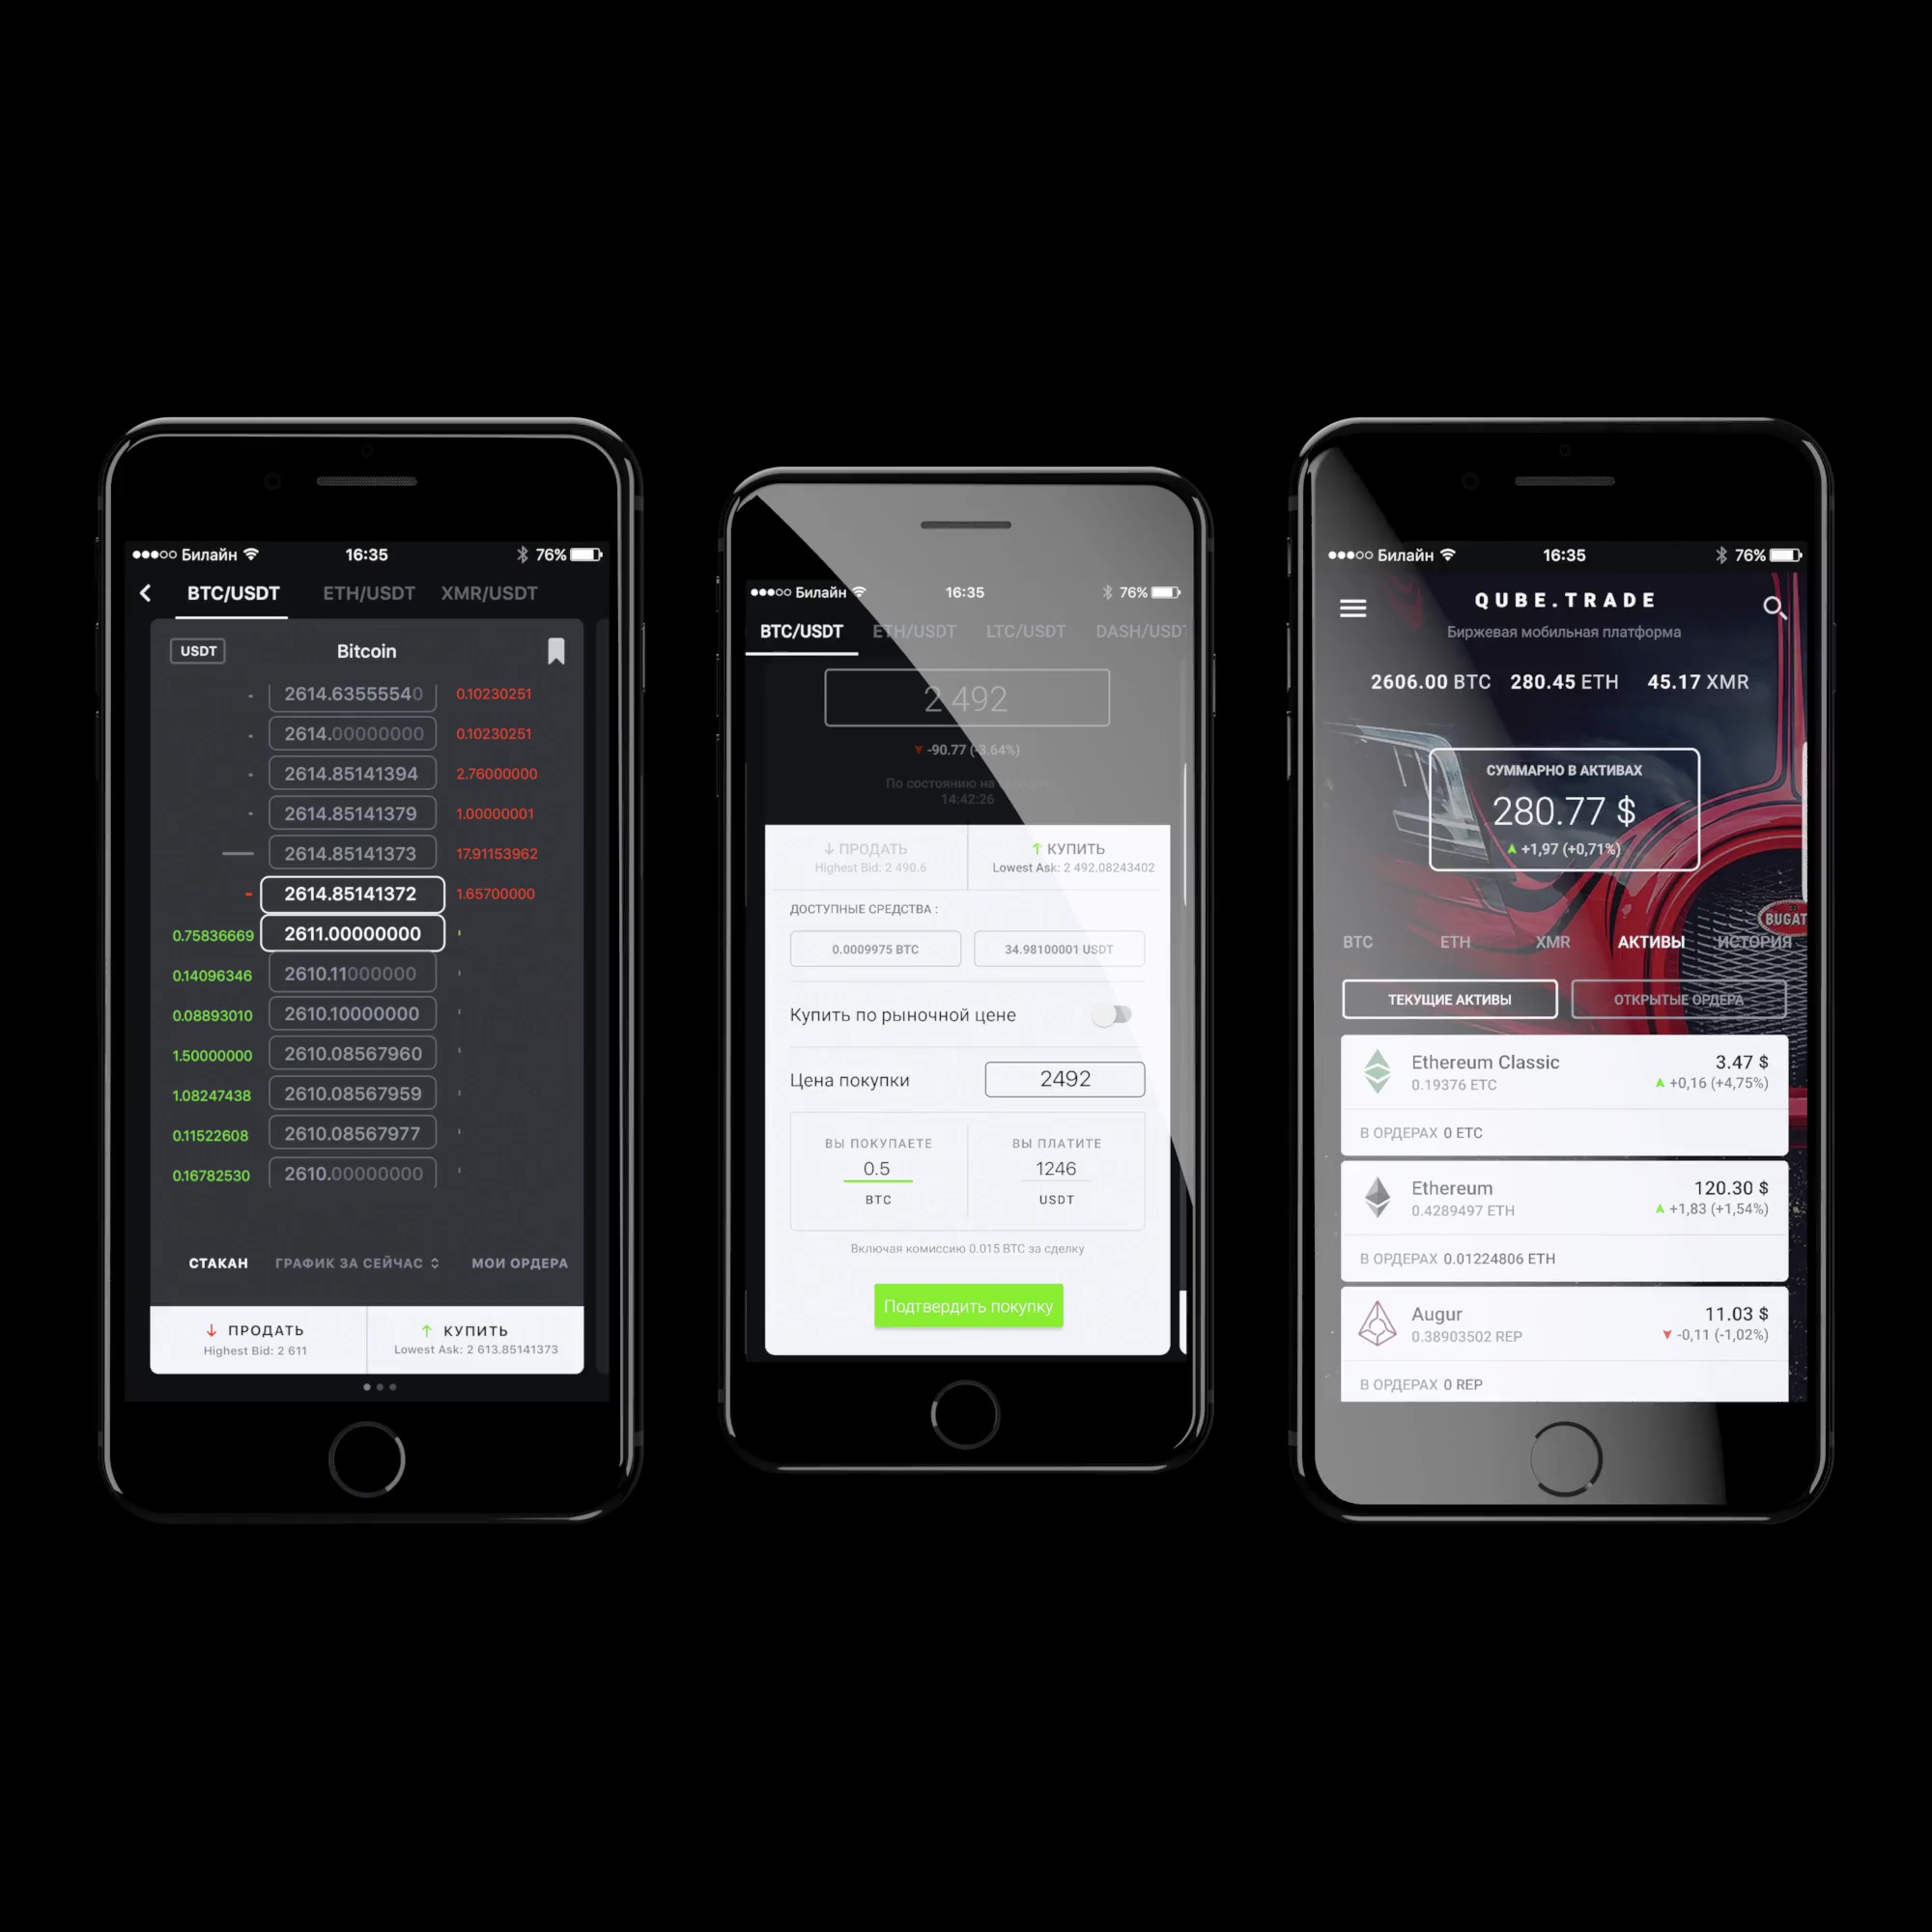 ●●●○○ Билайн 16:35 76%
BTC/USDT ETH/USDT XMR/USDT
USDT Bitcoin
- 2614.63555540 0.10230251
- 2614.00000000 0.10230251
- 2614.85141394 2.76000000
- 2614.85141379 1.00000001
2614.85141373 17.91153962
- 2614.85141372 1.65700000
0.75836669 2611.00000000
0.14096346 2610.11000000
0.08893010 2610.10000000
1.50000000 2610.08567960
1.08247438 2610.08567959
0.11522608 2610.08567977
0.16782530 2610.00000000
СТАКАН ГРАФИК ЗА СЕЙЧАС МОИ ОРДЕРА
↓ ПРОДАТЬ ↑ КУПИТЬ
Highest Bid: 2 611 Lowest Ask: 2 613.85141373
●●●○○ Билайн 16:35 76%
BTC/USDT ETH/USDT LTC/USDT DASH/USDT
2 492
▼ -90.77 (-3.64%)
По состоянию на
14:42:26
↓ ПРОДАТЬ ↑ КУПИТЬ
Highest Bid: 2 490.6 Lowest Ask: 2 492.08243402
ДОСТУПНЫЕ СРЕДСТВА :
0.0009975 BTC 34.98100001 USDT
Купить по рыночной цене
Цена покупки 2492
ВЫ ПОКУПАЕТЕ ВЫ ПЛАТИТЕ
0.5 1246
BTC USDT
Включая комиссию 0.015 BTC за сделку
Подтвердить покупку
●●●○○ Билайн 16:35 76%
QUBE.TRADE
Биржевая мобильная платформа
2606.00 BTC 280.45 ETH 45.17 XMR
СУММАРНО В АКТИВАХ
280.77 $
▲ +1,97 (+0,71%)
BUGAT
BTC ETH XMR АКТИВЫ ИСТОРИЯ
ТЕКУЩИЕ АКТИВЫ ОТКРЫТЫЕ ОРДЕРА
Ethereum Classic 3.47 $
0.19376 ETC ▲ +0,16 (+4,75%)
В ОРДЕРАХ 0 ETC
Ethereum 120.30 $
0.4289497 ETH ▲ +1,83 (+1,54%)
В ОРДЕРАХ 0.01224806 ETH
Augur 11.03 $
0.38903502 REP ▼ -0,11 (-1,02%)
В ОРДЕРАХ 0 REP